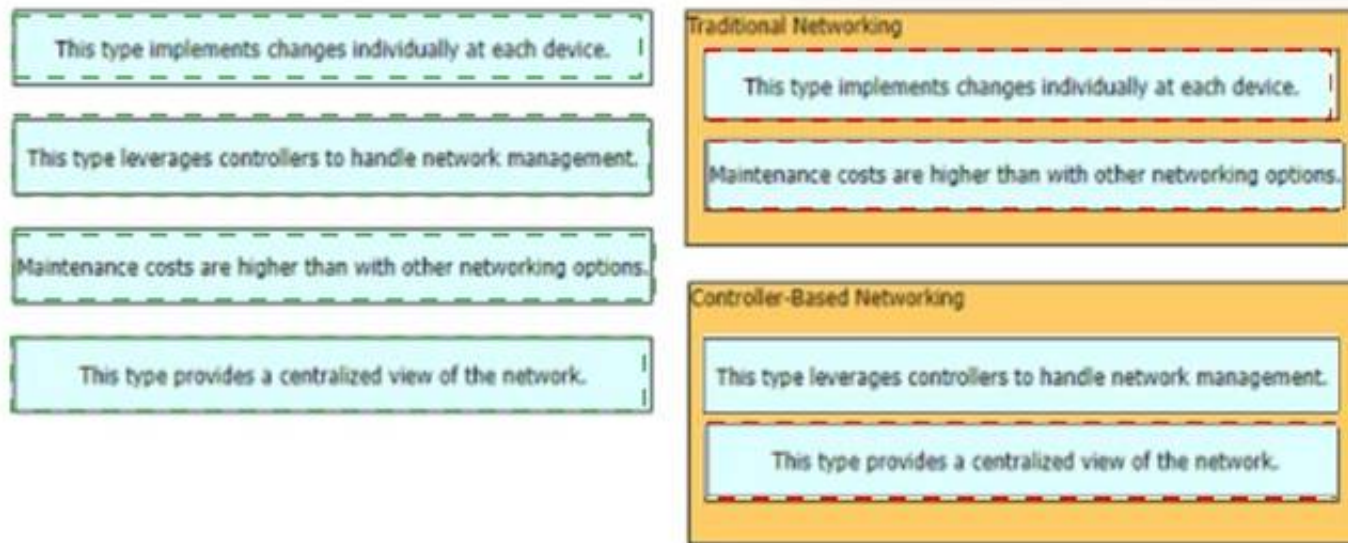 This type implements changes individually at each device.
This type leverages controllers to handle network management.
Maintenance costs are higher than with other networking options.
This type provides a centralized view of the network.
Traditional Networking
This type implements changes individually at each device.
Maintenance costs are higher than with other networking options.
Controller-Based Networking
This type leverages controllers to handle network management.
This type provides a centralized view of the network.